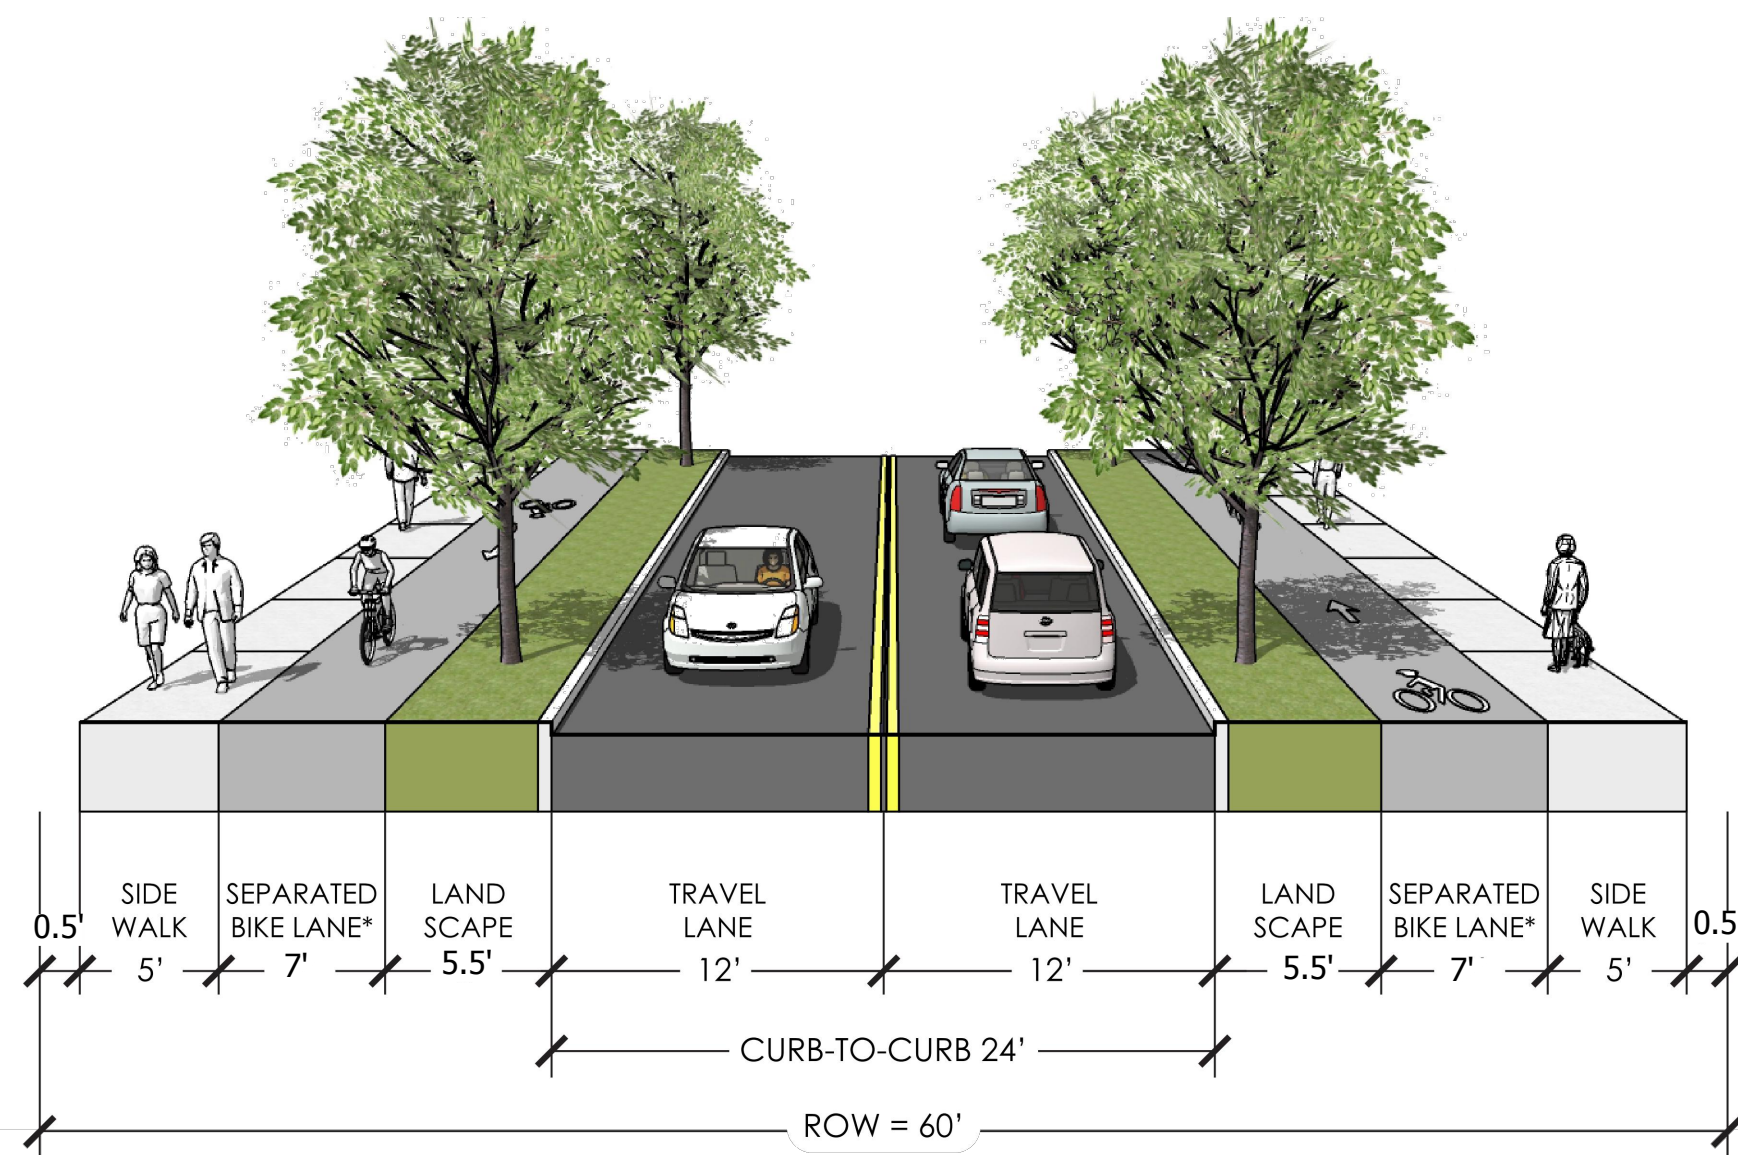 SIDE WALK
SEPARATED BIKE LANE*
LAND SCAPE
TRAVEL LANE
TRAVEL LANE
LAND SCAPE
SEPARATED BIKE LANE*
SIDE WALK
0.5'
5’
7'
5.5'
12’
12’
5.5'
7'
5’
0.5
CURB-TO-CURB 24’
ROW = 60’